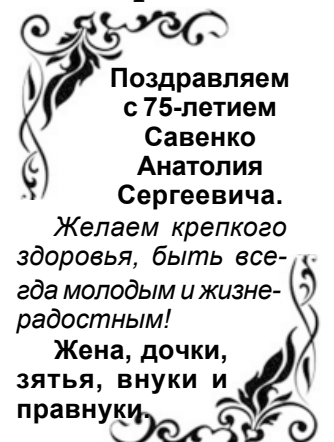 Поздравляем
с 75-летием
Савенко
Анатолия
Сергеевича.
Желаем крепкого
здоровья, быть все-
гда молодым и жизне-
радостным!
Жена, дочки,
зятья, внуки и
правнуки.